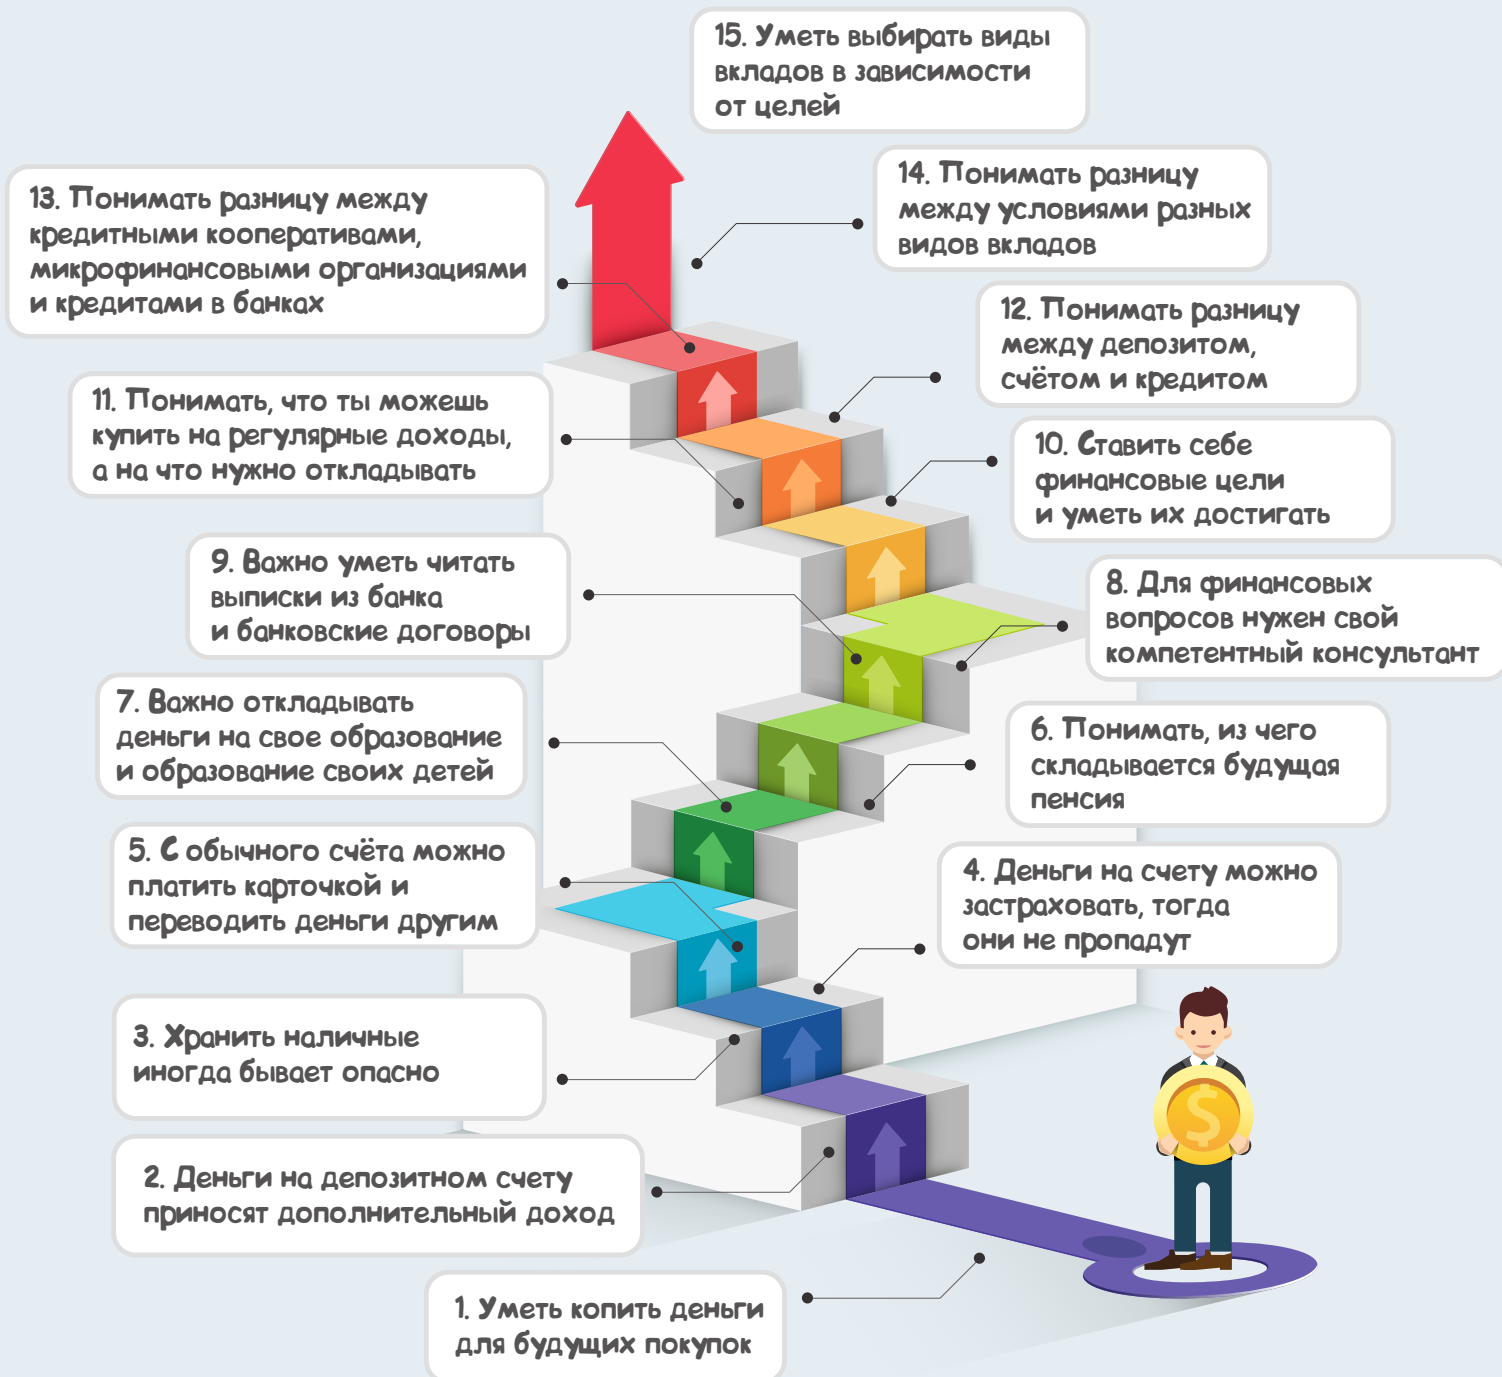 15. Уметь выбирать виды
вкладов в зависимости
от целей
14. Понимать разницу
между условиями разных
видов вкладов
13. Понимать разницу между
кредитными кооперативами,
микрофинансовыми организациями
и кредитами в банках
12. Понимать разницу
между депозитом,
счётом и кредитом
11. Понимать, что ты можешь
купить на регулярные доходы,
а на что нужно откладывать
10. Ставить себе
финансовые цели
и уметь их достигать
9. Важно уметь читать
выписки из банка
и банковские договоры
8. Для финансовых
вопросов нужен свой
компетентный консультант
7. Важно откладывать
деньги на свое образование
и образование своих детей
6. Понимать, из чего
складывается будущая
пенсия
5. С обычного счёта можно
платить карточкой и
переводить деньги другим
4. Деньги на счету можно
застраховать, тогда
они не пропадут
3. Хранить наличные
иногда бывает опасно
2. Деньги на депозитном счету
приносят дополнительный доход
1. Уметь копить деньги
для будущих покупок
$